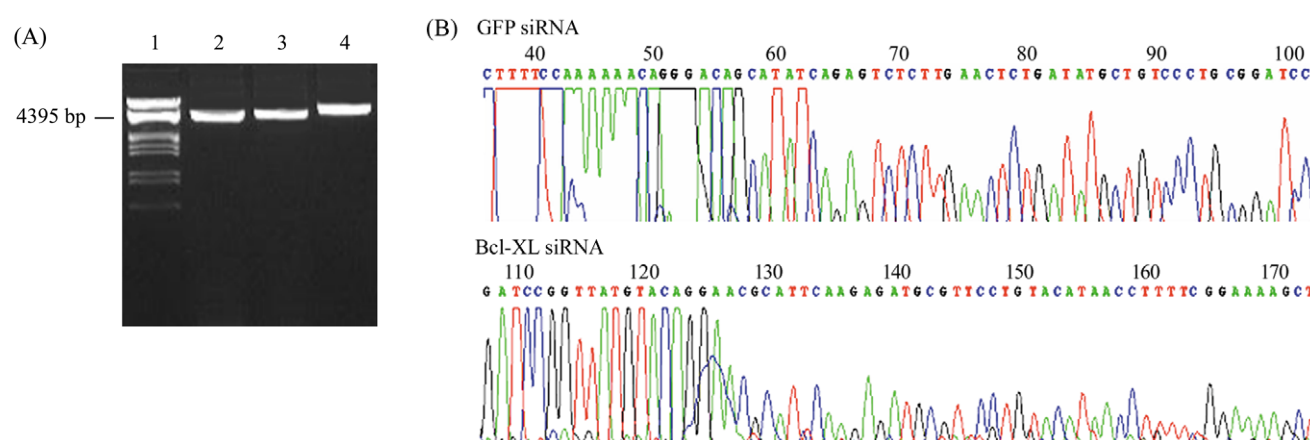 (A)
1 2 3 4
4395 bp
(B)
GFP siRNA
40 50 60 70 80 90 100
CTTTTCCAAAAAACAGGGACAGCATATCAGAGTCTCTTGAACTCTGATATGCTGTCCCTGCGGATCC
Bcl-XL siRNA
110 120 130 140 150 160 170
GATCCGGTTATGTACAGGAACGCATTCAAGAGATGCGTTCCTGTACATAACCTTTTCGGAAAAGCT